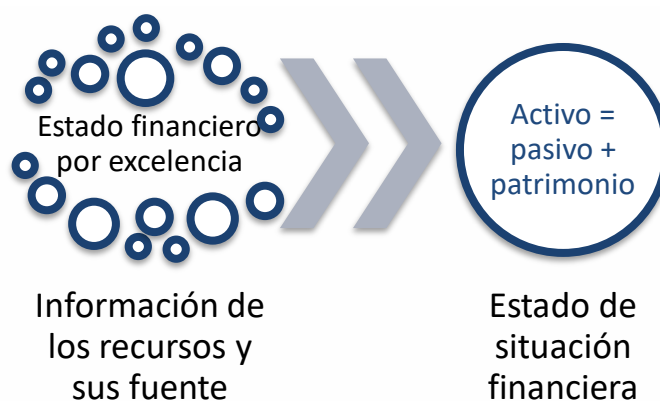 Estado financiero
por excelencia
Información de
los recursos y
sus fuente
Activo =
pasivo +
patrimonio
Estado de
situación
financiera